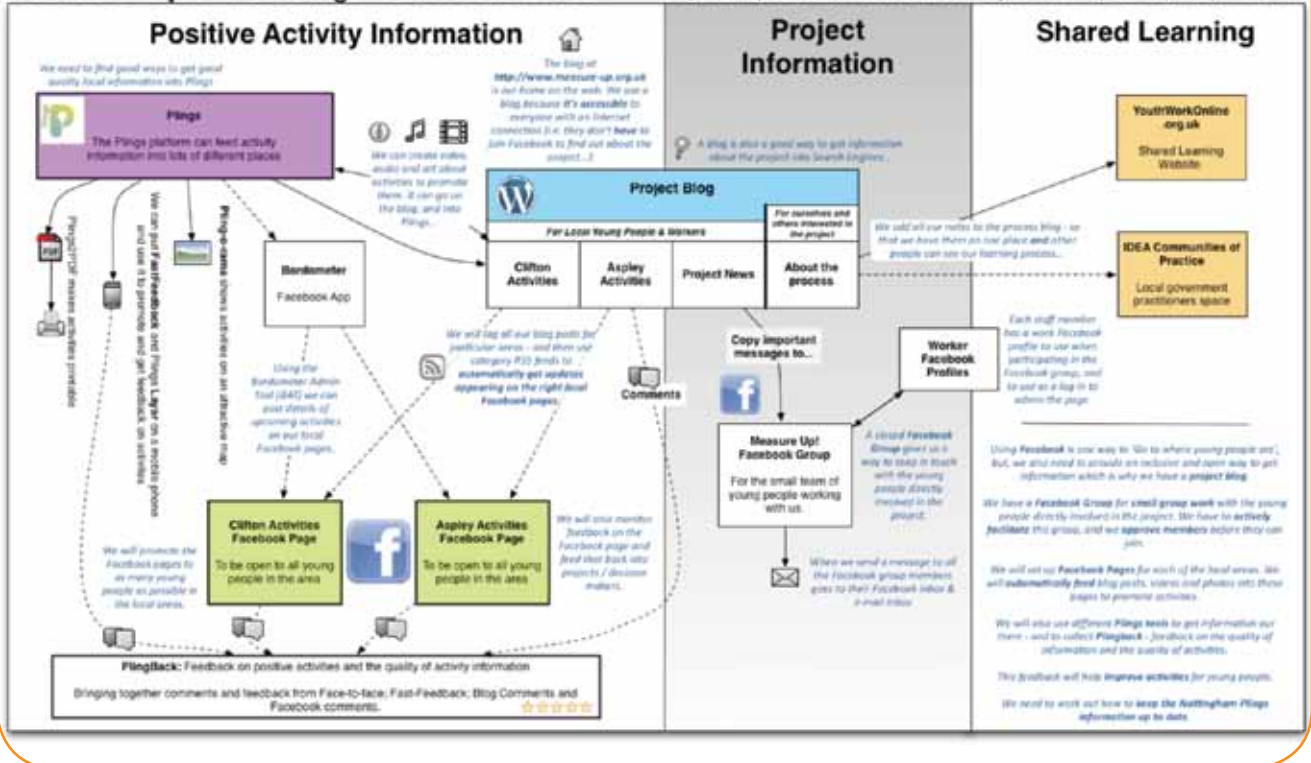 Positive Activity Information
Project
Information
Shared Learning
We need to find good ways to get good
quality local information into Plings
Plings
The Plings platform can feed activity
information into lots of different places
We can create video,
audio and art about
activities to promote
them. It can go on
the blog, and into
Plings...
The blog at
http://www.measure-up.org.uk
is our home on the web. We use a
blog because it's accessible to
everyone with an Internet
connection (i.e. they don't have to
join Facebook to find out about the
project...)
A blog is also a good way to get information
about the project into Search Engines...
Project Blog
For Local Young People & Workers
For ourselves and
others interested in
the project
Clifton
Activities
Aspley
Activities
Project News
About the
process
We add all our notes to the process blog - so
that we have them on one place and other
people can see our learning process...
YouthWorkOnline
.org.uk
Shared Learning
Website
IDEA Communities of
Practice
Local government
practitioners space
PDF
Plings2PDF makes activities printable
We can put FastFeedback and Plings Layar on a mobile phone
and use it to promote and get feedback on activities
Pling-o-rama shows activities on an attractive map
Bordometer
Facebook App
Using the
Bordometer Admin
Tool (BAT) we can
post details of
upcoming activities
on our local
Facebook pages.
We will tag all our blog posts for
particular areas - and then use
category RSS feeds to
automatically get updates
appearing on the right local
Facebook pages.
Comments
Copy important
messages to...
Worker
Facebook
Profiles
Each staff member
has a work Facebook
profile to use when
participating in the
Facebook group, and
to use as a log in to
admin the page
Measure Up!
Facebook Group
For the small team of
young people working
with us.
A closed Facebook
Group gives us a
way to keep in touch
with the young
people directly
involved in the
project.
When we send a message to all
the Facebook group members
goes to their Facebook inbox &
e-mail inbox
Clifton Activities
Facebook Page
To be open to all young
people in the area
Aspley Activities
Facebook Page
To be open to all young
people in the area
We will also monitor
feedback on the
Facebook page and
feed that back into
projects / decision
makers.
We will promote the
Facebook pages to
as many young
people as possible in
the local areas.
PlingBack: Feedback on positive activities and the quality of activity information
Bringing together comments and feedback from Face-to-face; Fast-Feedback; Blog Comments and
Facebook comments.
Using Facebook is one way to 'Go to where young people are',
but, we also need to provide an inclusive and open way to get
information which is why we have a project blog.
We have a Facebook Group for small group work with the young
people directly involved in the project. We have to actively
facilitate this group, and we approve members before they can
join.
We will set up Facebook Pages for each of the local areas. We
will automatically feed blog posts, videos and photos into these
pages to promote activities.
We will also use different Plings tools to get information out
there - and to collect Plingback - feedback on the quality of
information and the quality of activities.
This feedback will help improve activities for young people.
We need to work out how to keep the Nottingham Plings
information up to date.